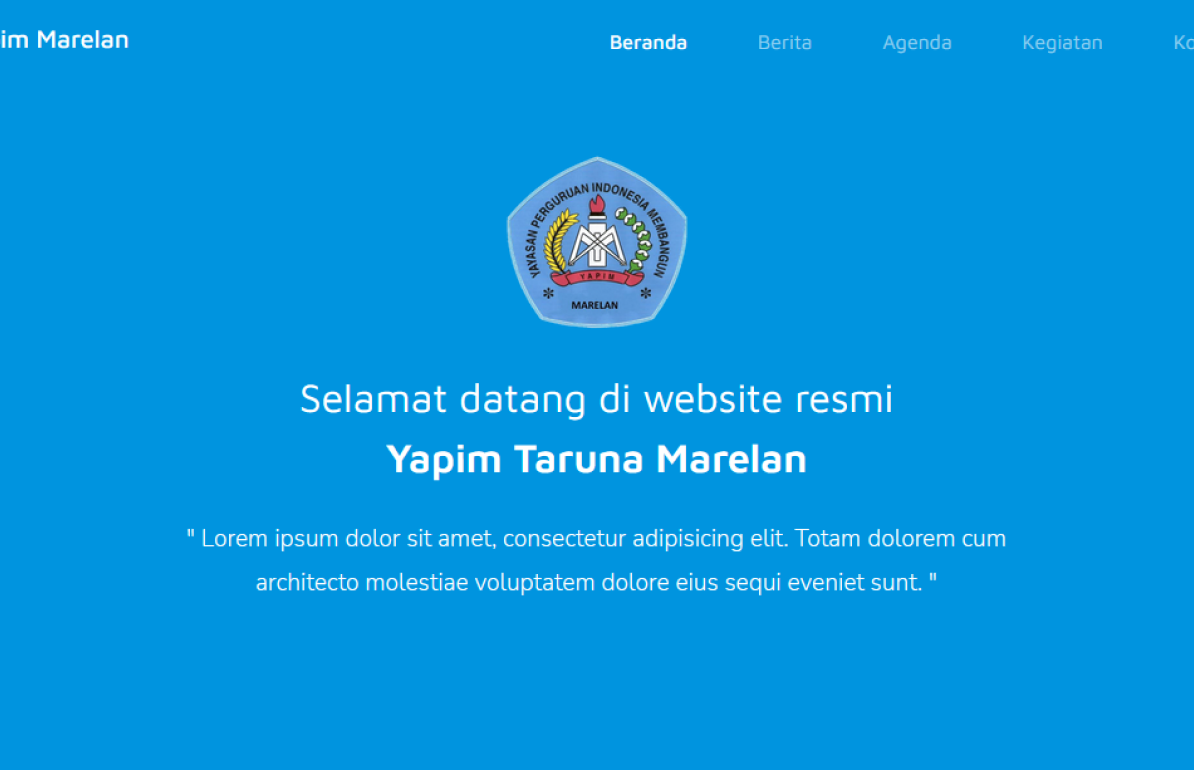 im Marelan
Beranda Berita Agenda Kegiatan Ko
YAYASAN PERGURUAN INDONESIA MEMBANGUN
YAPIM
MARELAN
Selamat datang di website resmi
Yapim Taruna Marelan
" Lorem ipsum dolor sit amet, consectetur adipisicing elit. Totam dolorem cum
architecto molestiae voluptatem dolore eius sequi eveniet sunt. "